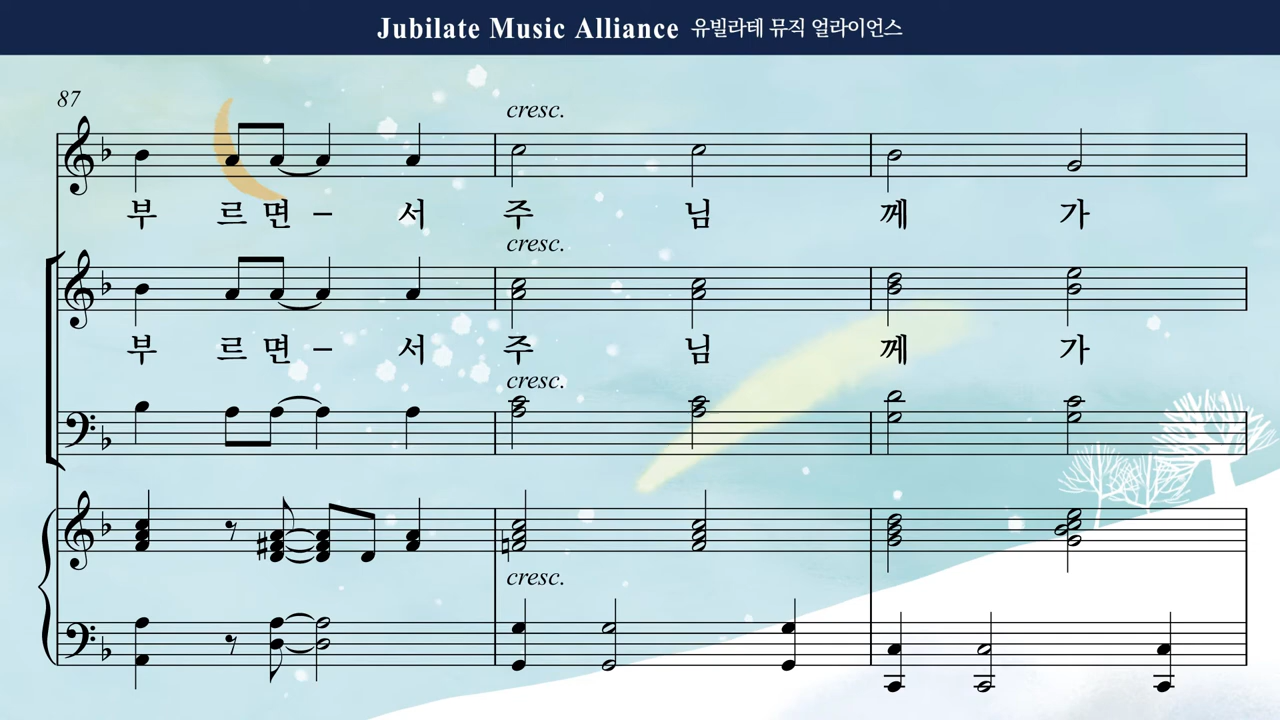 Jubilate Music Alliance 유빌라테 뮤직 얼라이언스
87
cresc.
부 르 면 - 서 주 님 께 가
cresc.
부 르 면 - 서 주 님 께 가
cresc.
cresc.